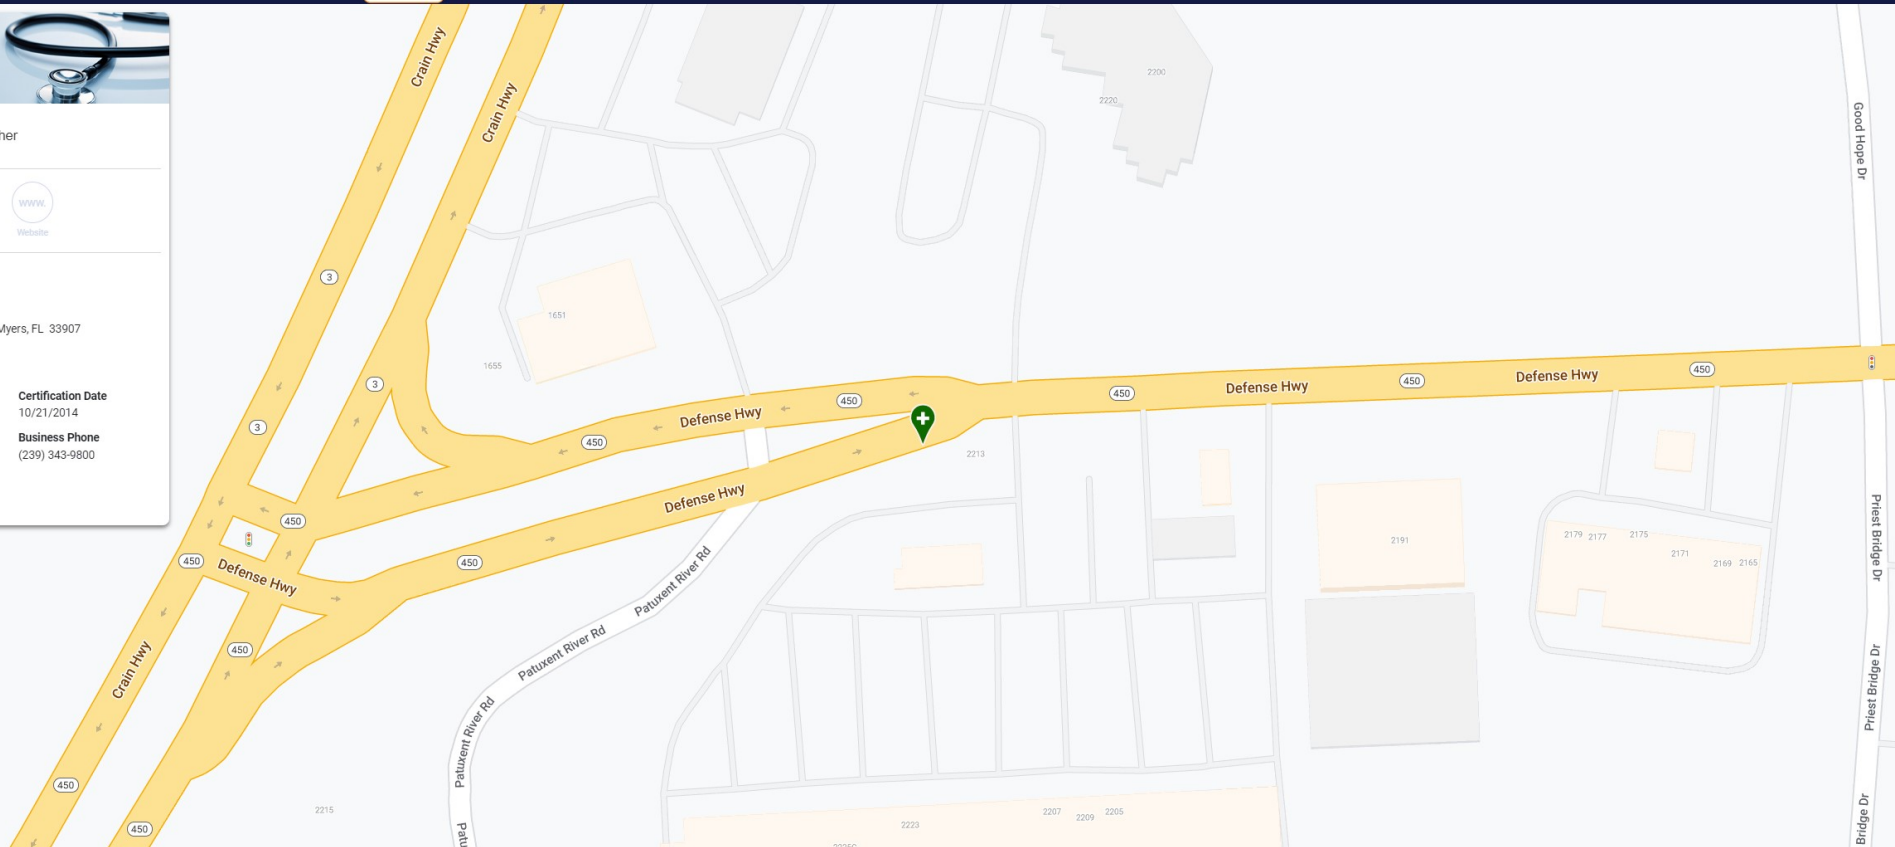 her
www.
Website
Myers, FL 33907
Certification Date
10/21/2014
Business Phone
(239) 343-9800
Crain Hwy
Crain Hwy
2200
2220
Good Hope Dr
3
1651
1655
3
450
Defense Hwy
450
450
Defense Hwy
450
Defense Hwy
450
3
450
2213
Defense Hwy
450
450
Defense Hwy
450
Patuxent River Rd
2191
2179
2177
2175
2171
2169
2165
Priest Bridge Dr
Patuxent River Rd
450
Crain Hwy
Patuxent River Rd
Priest Bridge Dr
450
450
2215
2223
2207
2209
2205
Patu
Bridge Dr